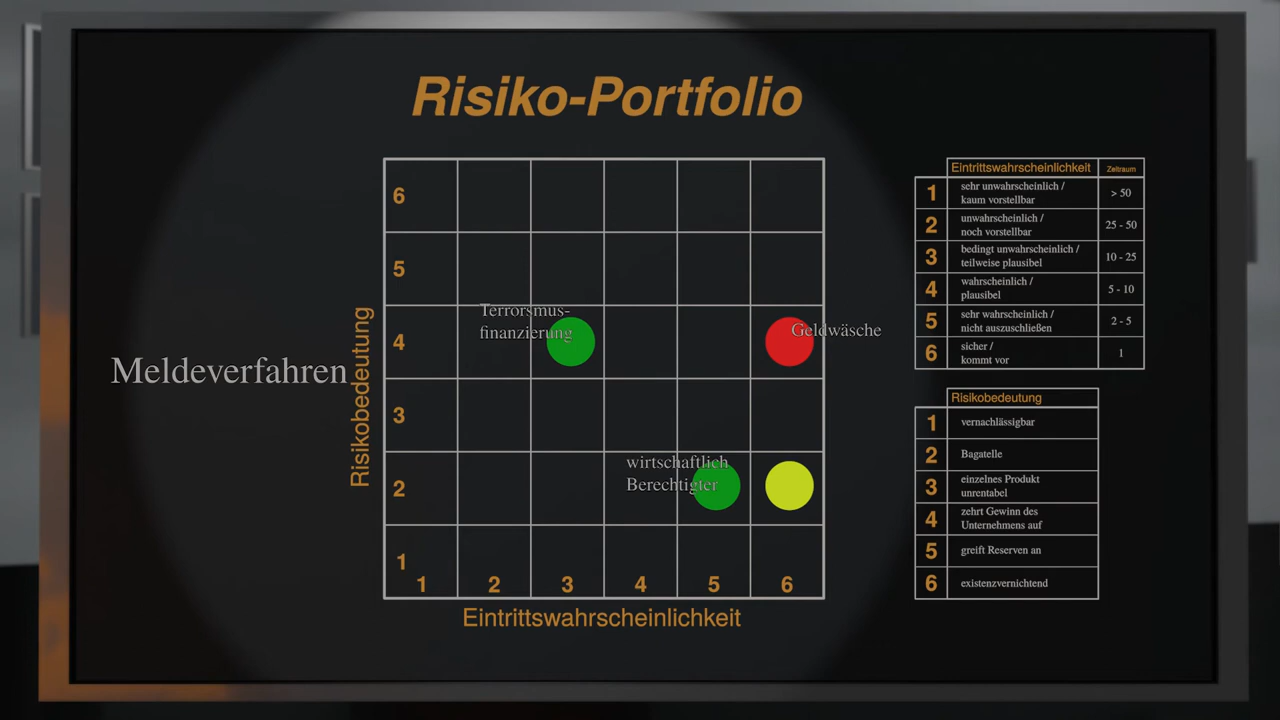 Risiko-Portfolio
Meldeverfahren
Risikobedeutung
6
5
4
3
2
1
Terrorsmus-
finanzierung
Geldwäsche
wirtschaftlich
Berechtigter
1 2 3 4 5 6
Eintrittswahrscheinlichkeit
Eintrittswahrscheinlichkeit Zeitraum
1 sehr unwahrscheinlich / > 50
kaum vorstellbar
2 unwahrscheinlich / 25 - 50
noch vorstellbar
3 bedingt unwahrscheinlich / 10 - 25
teilweise plausibel
4 wahrscheinlich / 5 - 10
plausibel
5 sehr wahrscheinlich / 2 - 5
nicht auszuschließen
6 sicher / 1
kommt vor
Risikobedeutung
1 vernachlässigbar
2 Bagatelle
3 einzelnes Produkt
unrentabel
4 zehrt Gewinn des
Unternehmens auf
5 greift Reserven an
6 existenzvernichtend